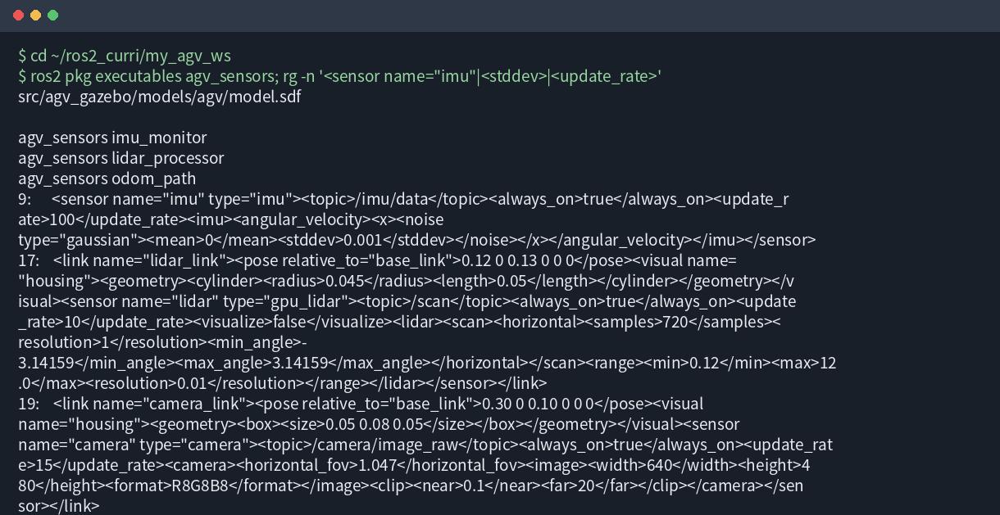 $ cd ~/ros2_curri/my_agv_ws
$ ros2 pkg executables agv_sensors; rg -n '<sensor name="imu"|<stddev>|<update_rate>'
src/agv_gazebo/models/agv/model.sdf
agv_sensors imu_monitor
agv_sensors lidar_processor
agv_sensors odom_path
9:     <sensor name="imu" type="imu"><topic>/imu/data</topic><always_on>true</always_on><update_r
ate>100</update_rate><imu><angular_velocity><x><noise
type="gaussian"><mean>0</mean><stddev>0.001</stddev></noise></x></angular_velocity></imu></sensor>
17:   <link name="lidar_link"><pose relative_to="base_link">0.12 0 0.13 0 0 0</pose><visual name=
"housing"><geometry><cylinder><radius>0.045</radius><length>0.05</length></cylinder></geometry></v
isual><sensor name="lidar" type="gpu_lidar"><topic>/scan</topic><always_on>true</always_on><update
_rate>10</update_rate><visualize>false</visualize><lidar><scan><horizontal><samples>720</samples><
resolution>1</resolution><min_angle>-
3.14159</min_angle><max_angle>3.14159</max_angle></horizontal></scan><range><min>0.12</min><max>12
.0</max><resolution>0.01</resolution></range></lidar></sensor></link>
19:   <link name="camera_link"><pose relative_to="base_link">0.30 0 0.10 0 0 0</pose><visual
name="housing"><geometry><box><size>0.05 0.08 0.05</size></box></geometry></visual><sensor
name="camera" type="camera"><topic>/camera/image_raw</topic><always_on>true</always_on><update_rat
e>15</update_rate><camera><horizontal_fov>1.047</horizontal_fov><image><width>640</width><height>4
80</height><format>R8G8B8</format></image><clip><near>0.1</near><far>20</far></clip></camera></sen
sor></link>